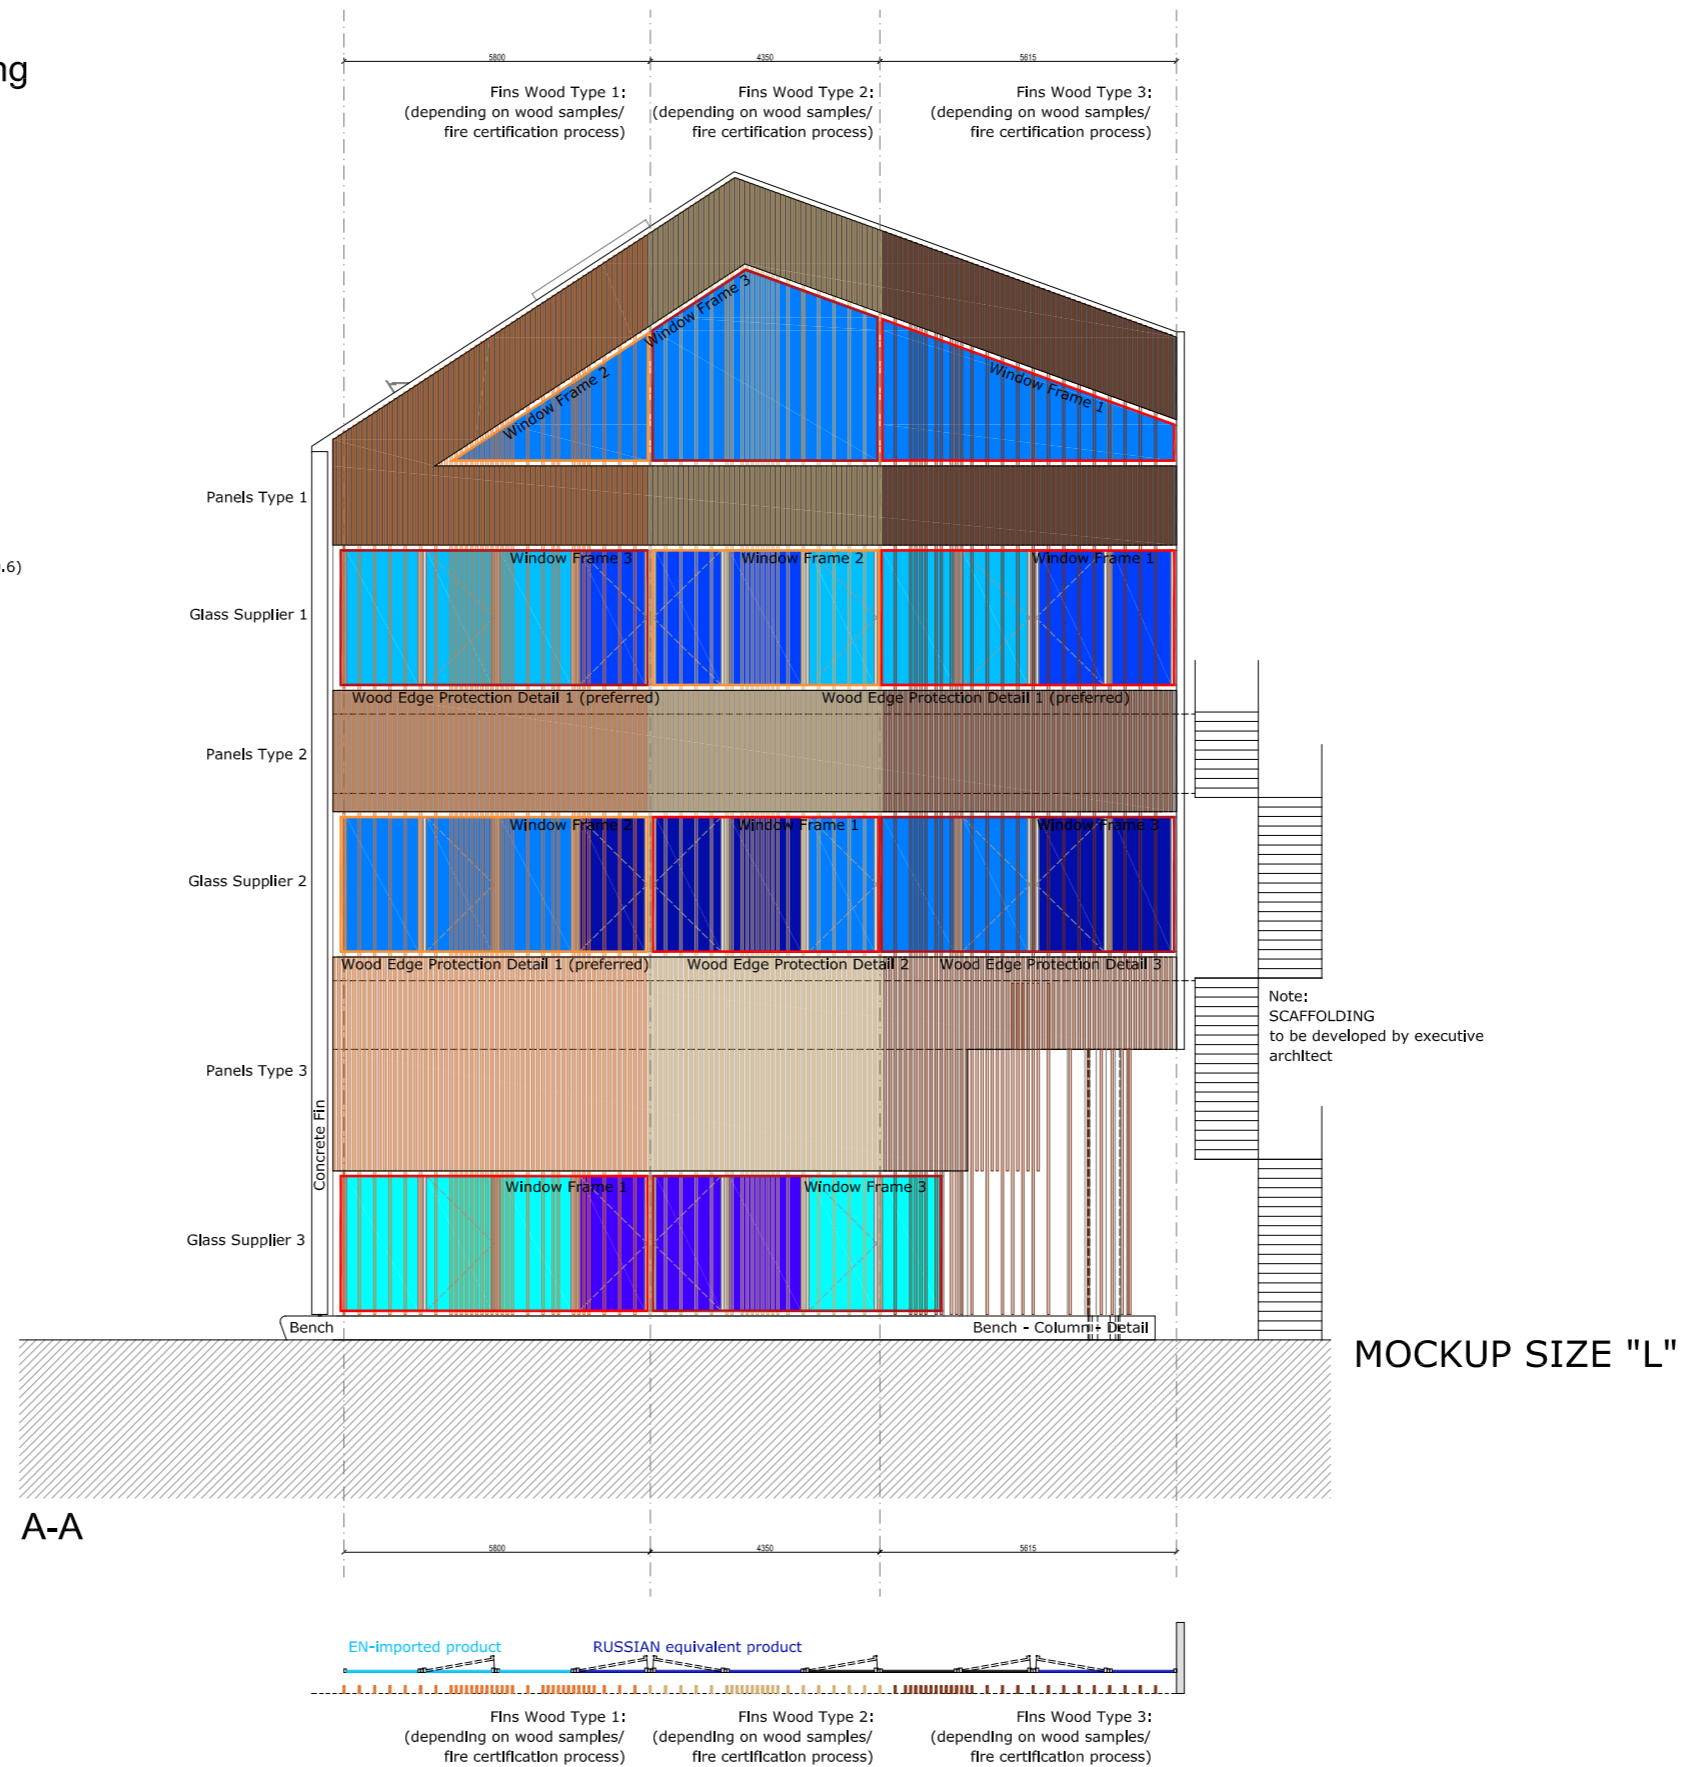 ng
5800
4350
5615
Fins Wood Type 1:
(depending on wood samples/
fire certification process)
Fins Wood Type 2:
(depending on wood samples/
fire certification process)
Fins Wood Type 3:
(depending on wood samples/
fire certification process)
Window Frame 3
Window Frame 2
Window Frame 1
Panels Type 1
Window Frame 3
Window Frame 2
Window Frame 1
.6)
Glass Supplier 1
Wood Edge Protection Detail 1 (preferred)
Wood Edge Protection Detail 1 (preferred)
Panels Type 2
Window Frame 2
Window Frame 1
Window Frame 3
Glass Supplier 2
Wood Edge Protection Detail 1 (preferred)
Wood Edge Protection Detail 2
Wood Edge Protection Detail 3
Note:
SCAFFOLDING
to be developed by executive
architect
Panels Type 3
Concrete Fin
Window Frame 1
Window Frame 3
Glass Supplier 3
Bench
Bench - Column - Detail
MOCKUP SIZE "L"
A-A
5800
4350
5615
EN-imported product
RUSSIAN equivalent product
Fins Wood Type 1:
(depending on wood samples/
fire certification process)
Fins Wood Type 2:
(depending on wood samples/
fire certification process)
Fins Wood Type 3:
(depending on wood samples/
fire certification process)